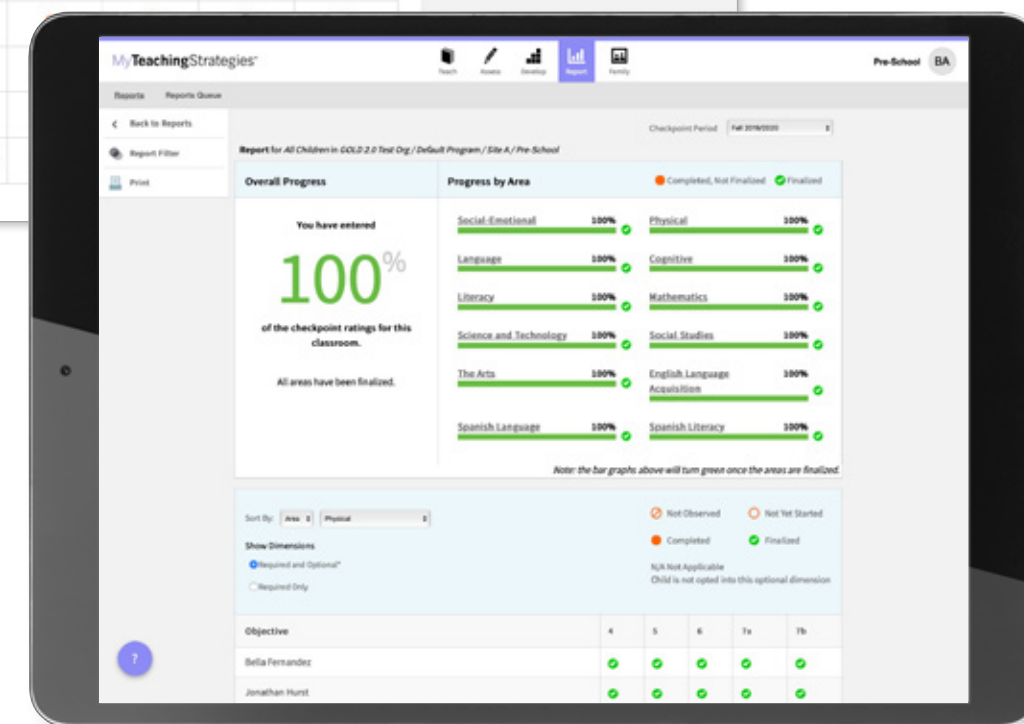 MyTeachingStrategies™
Teach Assess Develop Report Family
Pre-School BA
Reports Reports Queue
Back to Reports
Report Filter
Print
Checkpoint Period Fall 2019/2020
Report for All Children in GOLD 2.0 Test Org / Default Program / Site A / Pre-School
Overall Progress
You have entered
100%
of the checkpoint ratings for this
classroom.
All areas have been finalized.
Progress by Area
Completed, Not Finalized Finalized
Social-Emotional 100%
Physical 100%
Language 100%
Cognitive 100%
Literacy 100%
Mathematics 100%
Science and Technology 100%
Social Studies 100%
The Arts 100%
English Language 100%
Acquisition
Spanish Language 100%
Spanish Literacy 100%
Note: the bar graphs above will turn green once the areas are finalized.
Sort By: Area Physical
Show Dimensions
Required and Optional*
Required Only
Not Observed Not Yet Started
Completed Finalized
N/A Not Applicable
Child is not opted into this optional dimension
Objective 4 5 6 7a 7b
Bella Fernandez
Jonathan Hurst
?